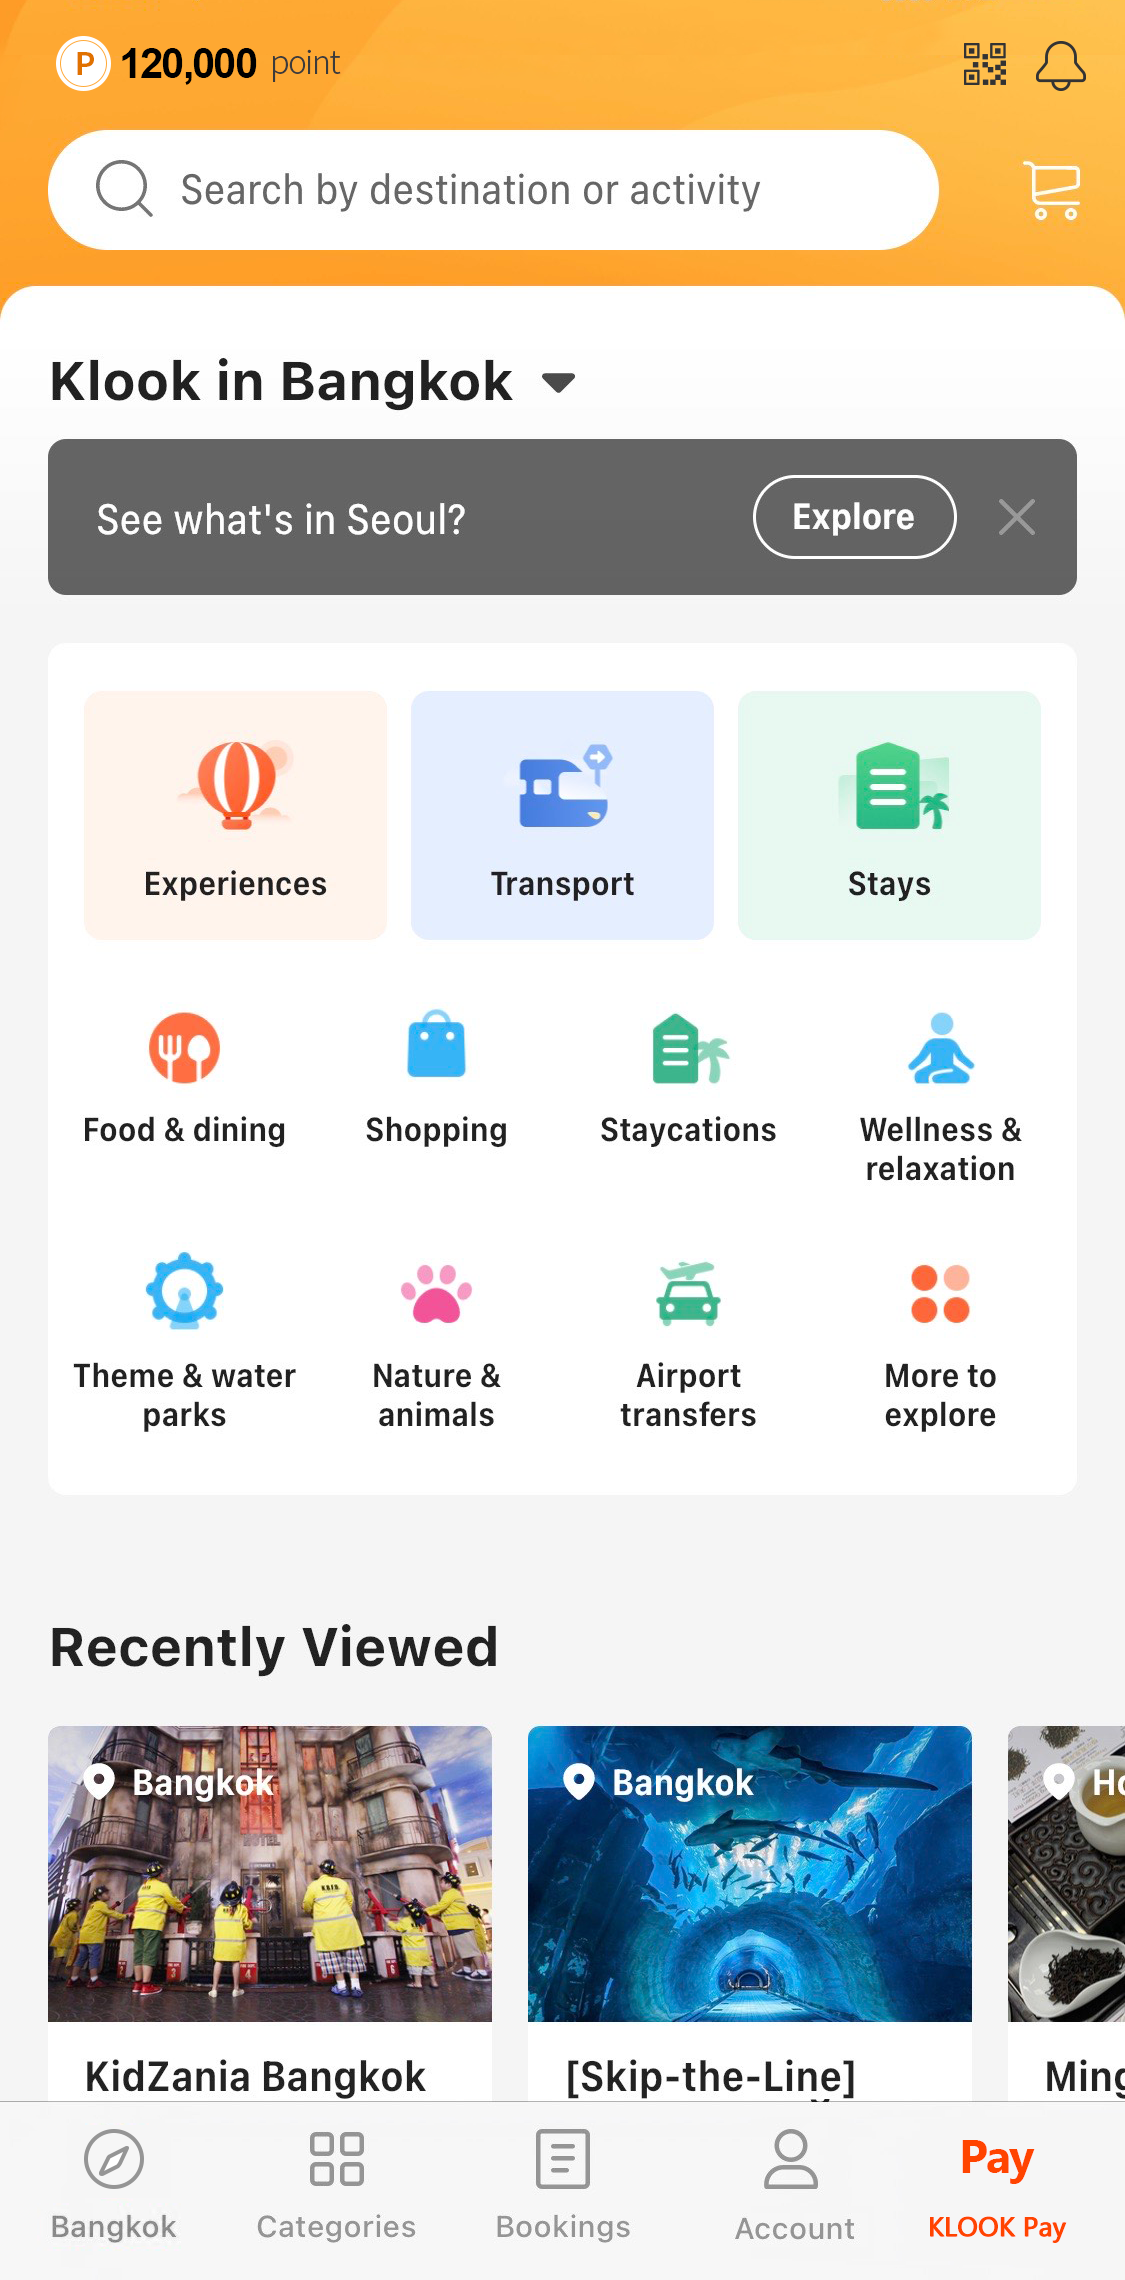 P 120,000 point
Search by destination or activity
Klook in Bangkok
See what's in Seoul?
Explore
Experiences
Transport
Stays
Food & dining
Shopping
Staycations
Wellness &
relaxation
Theme & water
parks
Nature &
animals
Airport
transfers
More to
explore
Recently Viewed
Bangkok
Bangkok
HOTEL
KidZania Bangkok
[Skip-the-Line]
Bangkok
Categories
Bookings
Account
Pay
KLOOK Pay